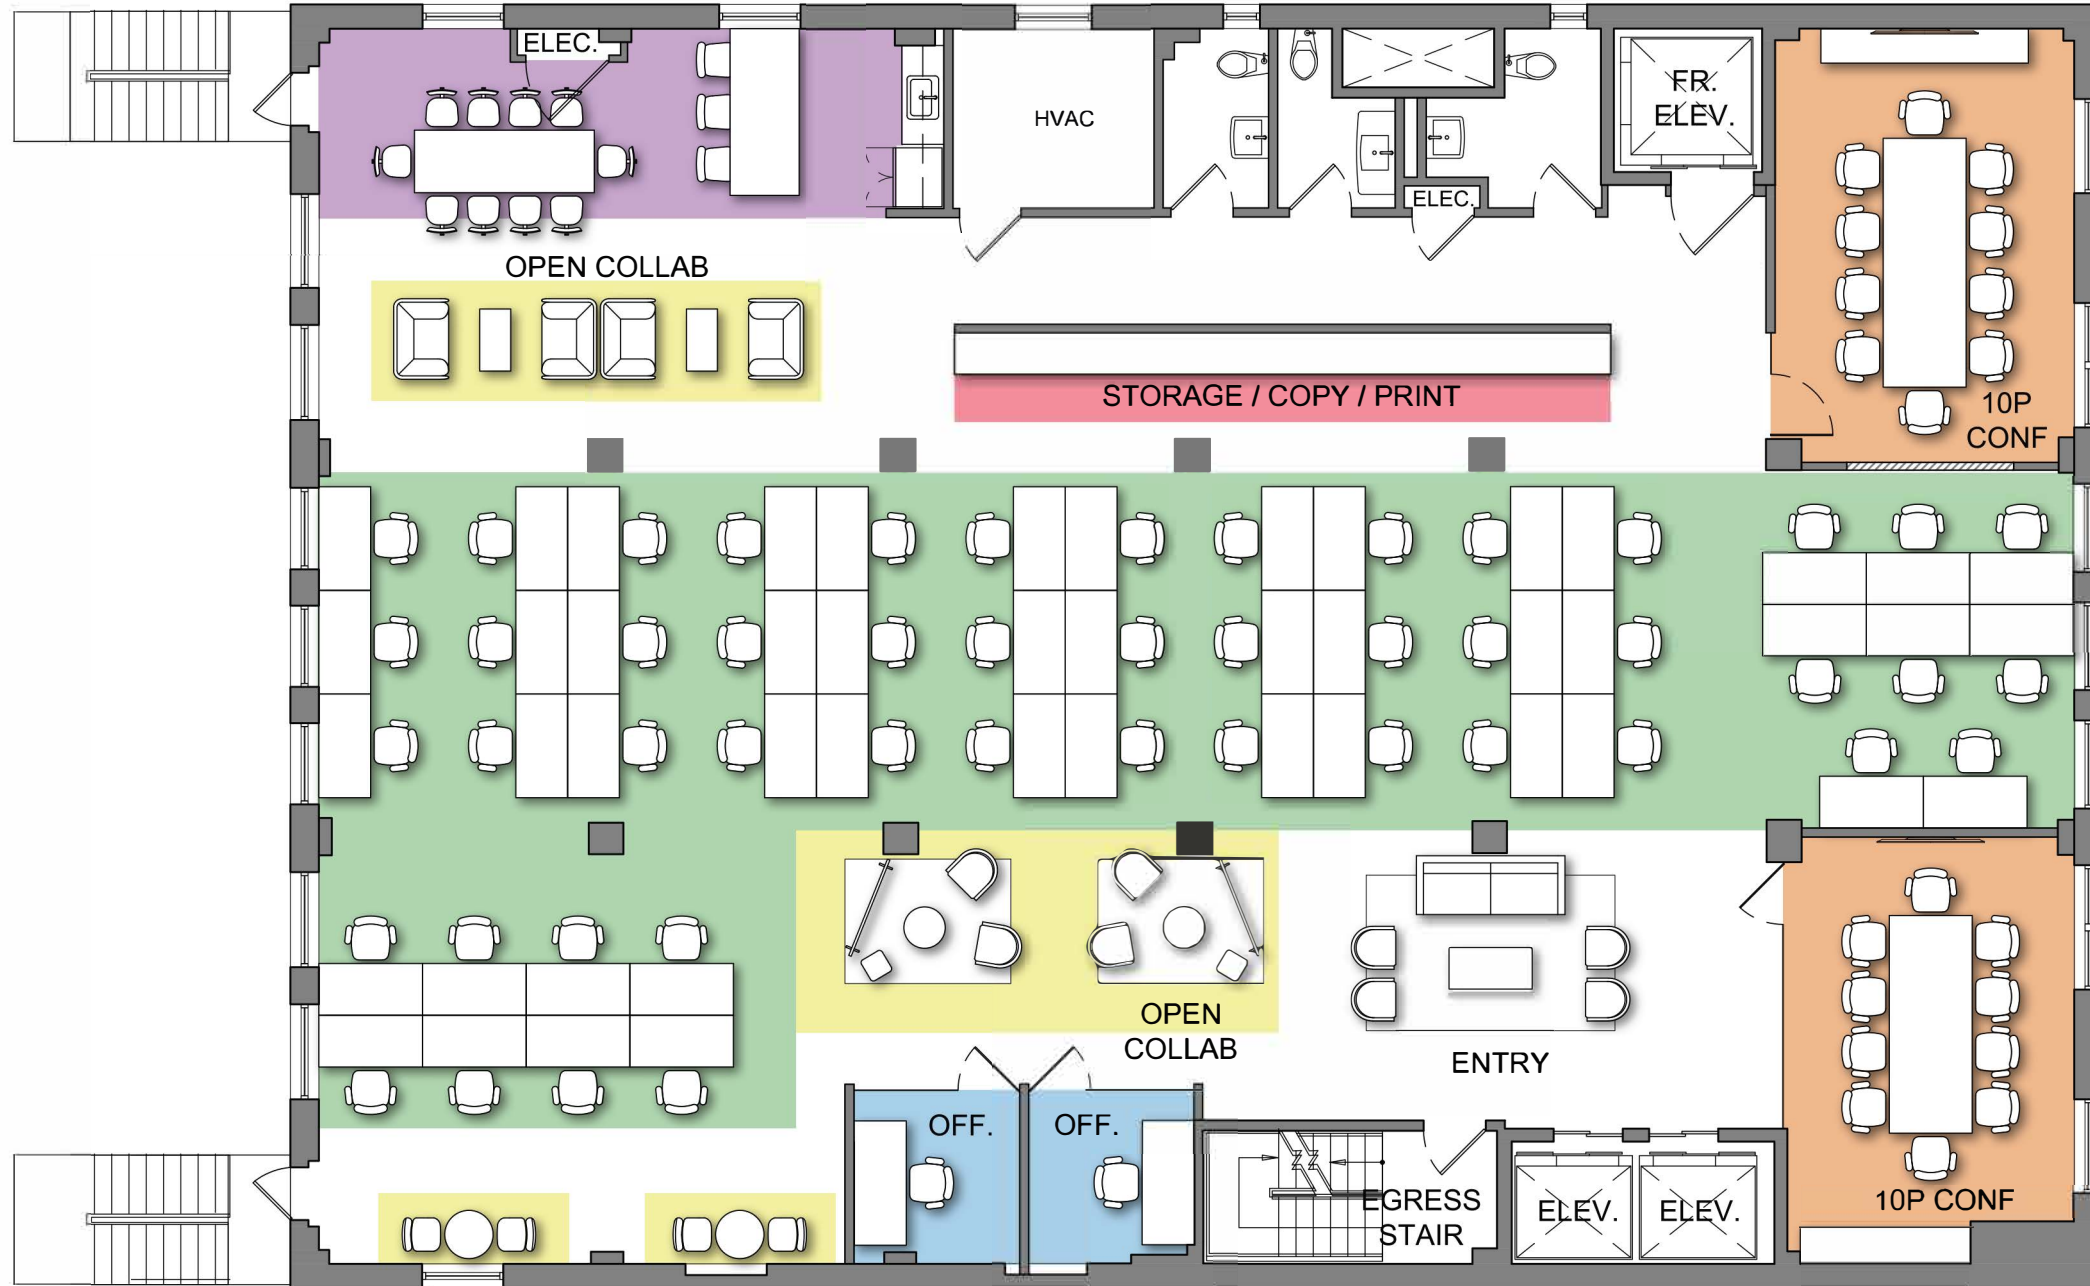 ELEC.
FR.
ELEV.
HVAC
ELEC.
OPEN COLLAB
STORAGE / COPY / PRINT
10P
CONF
OPEN
COLLAB
ENTRY
OFF.
OFF.
EGRESS
STAIR
ELEV.
ELEV.
10P CONF